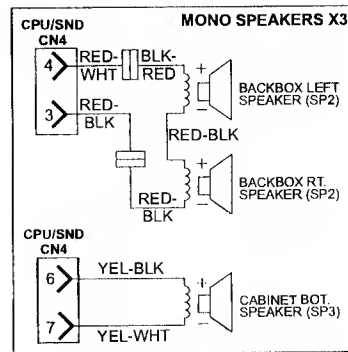 MONO SPEAKERS X3
CPU/SND
CN4
4
RED-
WHT
BLK-
RED
+
−
BACKBOX LEFT
SPEAKER (SP2)
3
RED-
BLK
RED-BLK
+
−
BACKBOX RT.
SPEAKER (SP2)
RED-
BLK
CPU/SND
CN4
6
YEL-BLK
+
−
CABINET BOT.
SPEAKER (SP3)
7
YEL-WHT